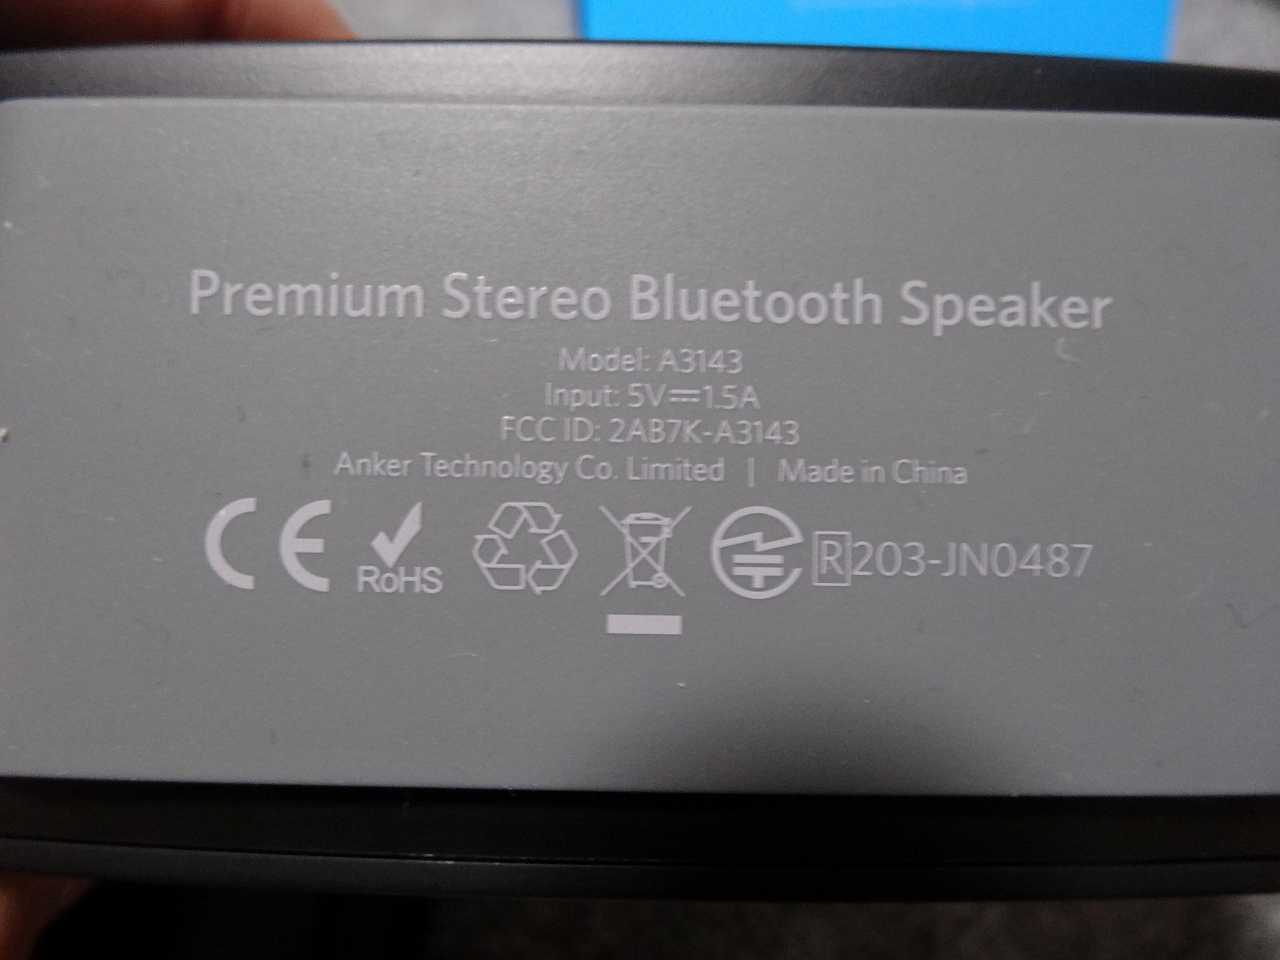 Premium Stereo Bluetooth Speaker
Model: A3143
Input: 5V⎓1.5A
FCC ID: 2AB7K-A3143
Anker Technology Co. Limited | Made in China
CE RoHS R 203-JN0487